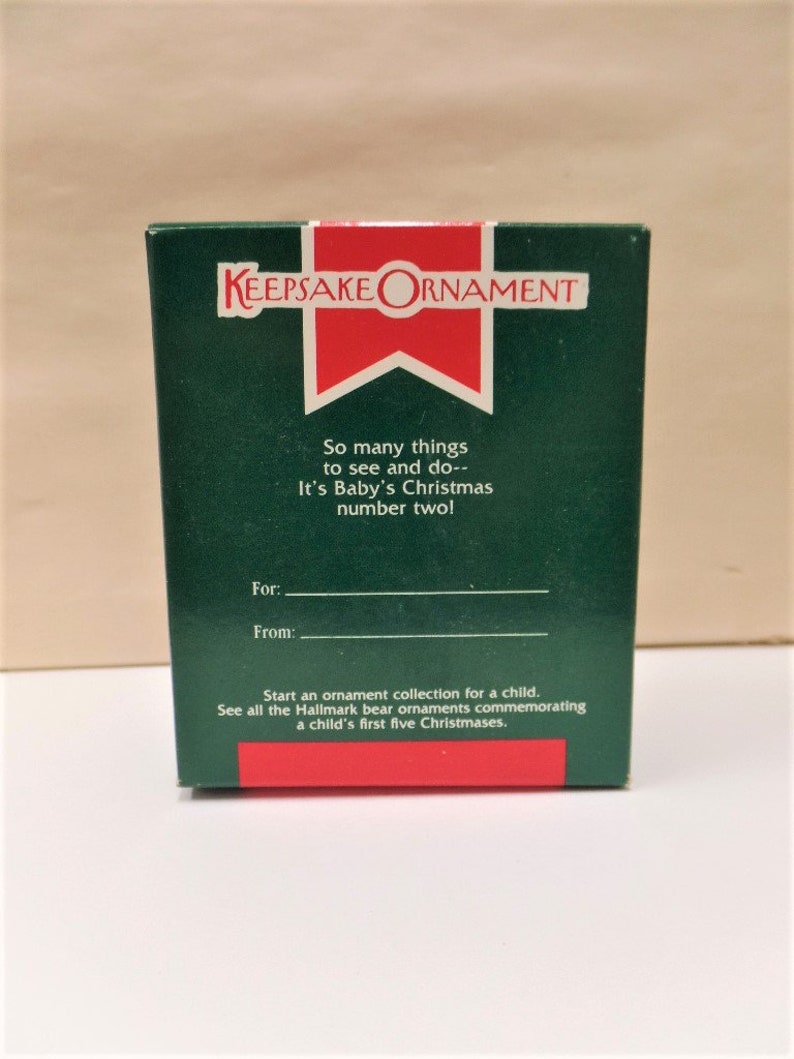 KEEPSAKE ORNAMENT
So many things
to see and do--
It's Baby's Christmas
number two!
For:
From:
Start an ornament collection for a child.
See all the Hallmark bear ornaments commemorating
a child's first five Christmases.